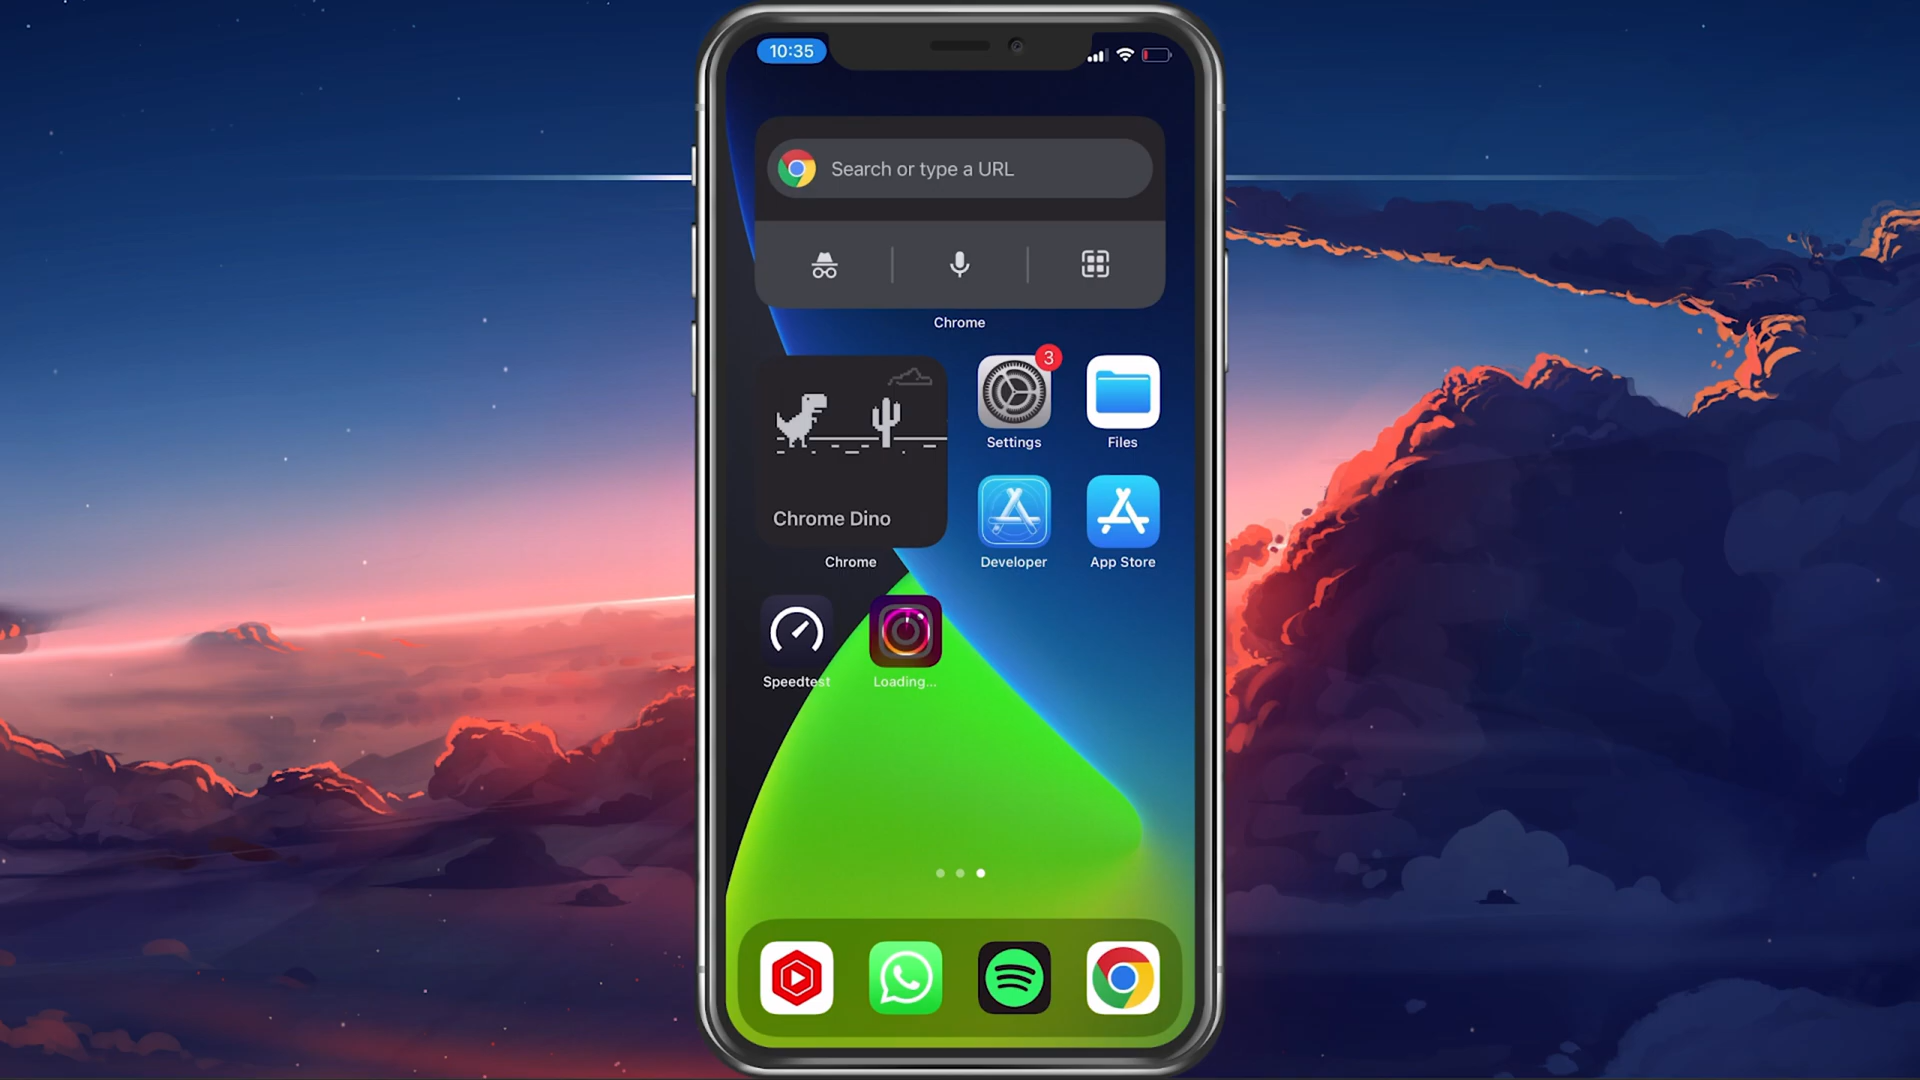 10:35
Search or type a URL
Chrome
3
Settings
Files
Chrome Dino
Chrome
Developer
App Store
Speedtest
Loading...